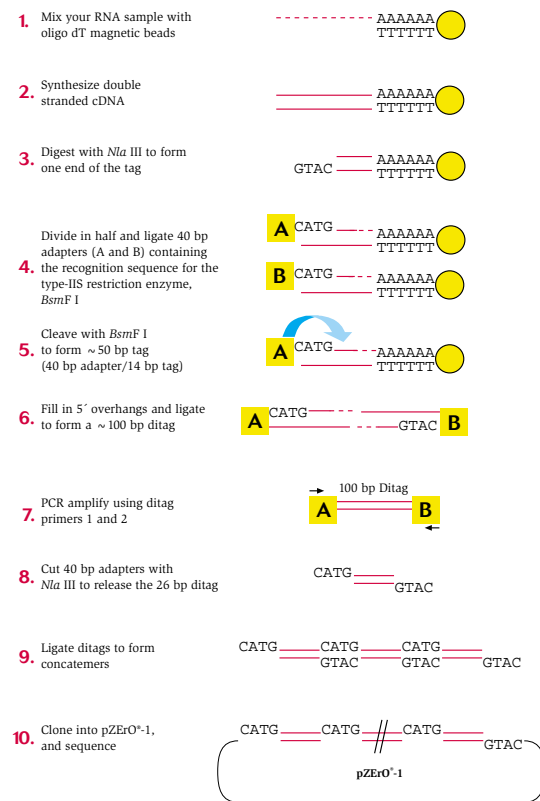 1. Mix your RNA sample with
oligo dT magnetic beads
AAAAAA
TTTTTT
2. Synthesize double
stranded cDNA
AAAAAA
TTTTTT
3. Digest with Nla III to form
one end of the tag
GTAC
AAAAAA
TTTTTT
4. Divide in half and ligate 40 bp
adapters (A and B) containing
the recognition sequence for the
type-IIS restriction enzyme,
BsmF I
A CATG
AAAAAA
TTTTTT
B CATG
AAAAAA
TTTTTT
5. Cleave with BsmF I
to form ~50 bp tag
(40 bp adapter/14 bp tag)
A CATG
AAAAAA
TTTTTT
6. Fill in 5´ overhangs and ligate
to form a ~100 bp ditag
A CATG
GTAC B
7. PCR amplify using ditag
primers 1 and 2
100 bp Ditag
A B
8. Cut 40 bp adapters with
Nla III to release the 26 bp ditag
CATG
GTAC
9. Ligate ditags to form
concatemers
CATG CATG CATG
GTAC GTAC GTAC
10. Clone into pZErO®-1,
and sequence
CATG CATG CATG
GTAC
pZErO®-1